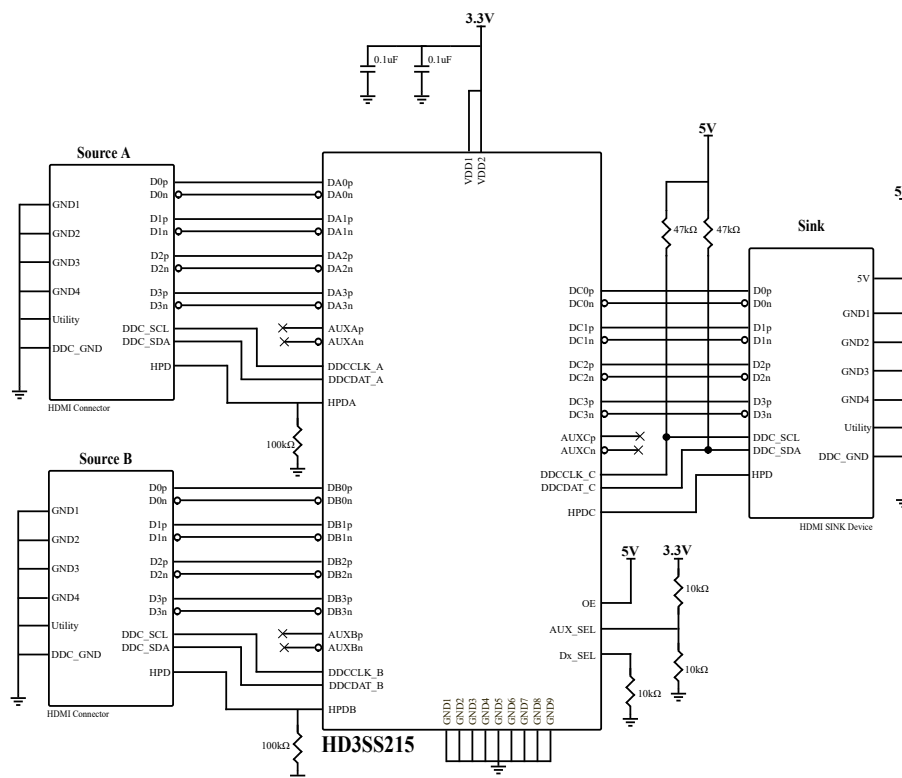 3.3V
0.1uF
0.1uF
VDD1
VDD2
Source A
GND1
GND2
GND3
GND4
Utility
DDC_GND
D0p
D0n
D1p
D1n
D2p
D2n
D3p
D3n
DDC_SCL
DDC_SDA
HPD
HDMI Connector
100kΩ
Source B
GND1
GND2
GND3
GND4
Utility
DDC_GND
D0p
D0n
D1p
D1n
D2p
D2n
D3p
D3n
DDC_SCL
DDC_SDA
HPD
HDMI Connector
100kΩ
DA0p
DA0n
DA1p
DA1n
DA2p
DA2n
DA3p
DA3n
AUXAp
AUXAn
DDCCLK_A
DDCDAT_A
HPDA
DB0p
DB0n
DB1p
DB1n
DB2p
DB2n
DB3p
DB3n
AUXBp
AUXBn
DDCCLK_B
DDCDAT_B
HPDB
HD3SS215
GND1
GND2
GND3
GND4
GND5
GND6
GND7
GND8
GND9
DC0p
DC0n
DC1p
DC1n
DC2p
DC2n
DC3p
DC3n
AUXCp
AUXCn
DDCCLK_C
DDCDAT_C
HPDC
OE
AUX_SEL
Dx_SEL
5V
47kΩ
47kΩ
5V
3.3V
10kΩ
10kΩ
10kΩ
Sink
D0p
D0n
D1p
D1n
D2p
D2n
D3p
D3n
DDC_SCL
DDC_SDA
HPD
5V
GND1
GND2
GND3
GND4
Utility
DDC_GND
HDMI SINK Device